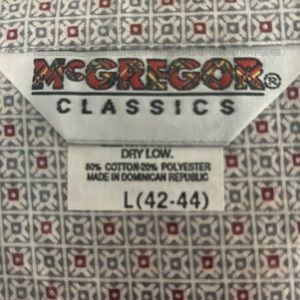 McGREGOR®
CLASSICS
DRY LOW.
80% COTTON-20% POLYESTER
MADE IN DOMINICAN REPUBLIC
L(42-44)